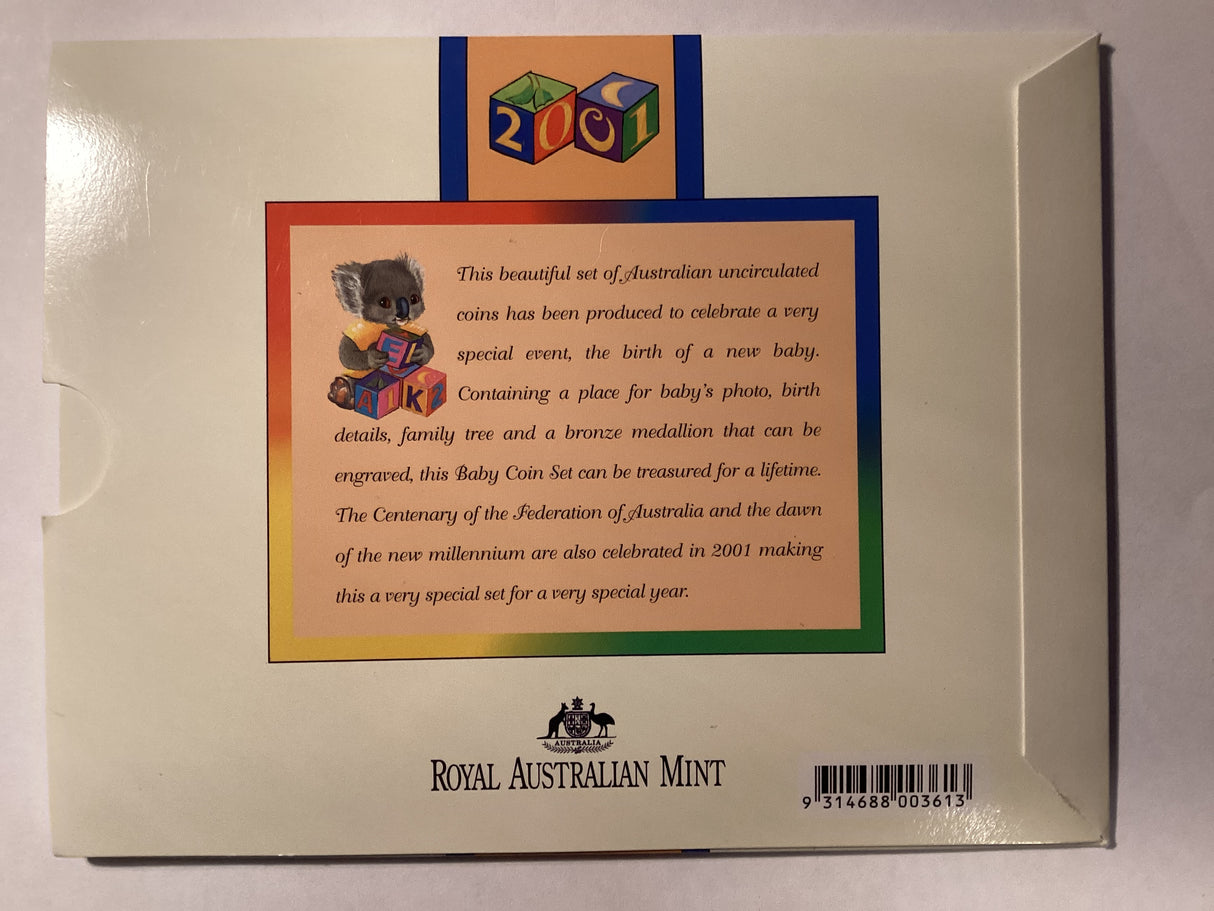 2001
This beautiful set of Australian uncirculated
coins has been produced to celebrate a very
special event, the birth of a new baby.
Containing a place for baby's photo, birth
details, family tree and a bronze medallion that can be
engraved, this Baby Coin Set can be treasured for a lifetime.
The Centenary of the Federation of Australia and the dawn
of the new millennium are also celebrated in 2001 making
this a very special set for a very special year.
A 1 K 2
AUSTRALIA
ROYAL AUSTRALIAN MINT
9 314688 003613